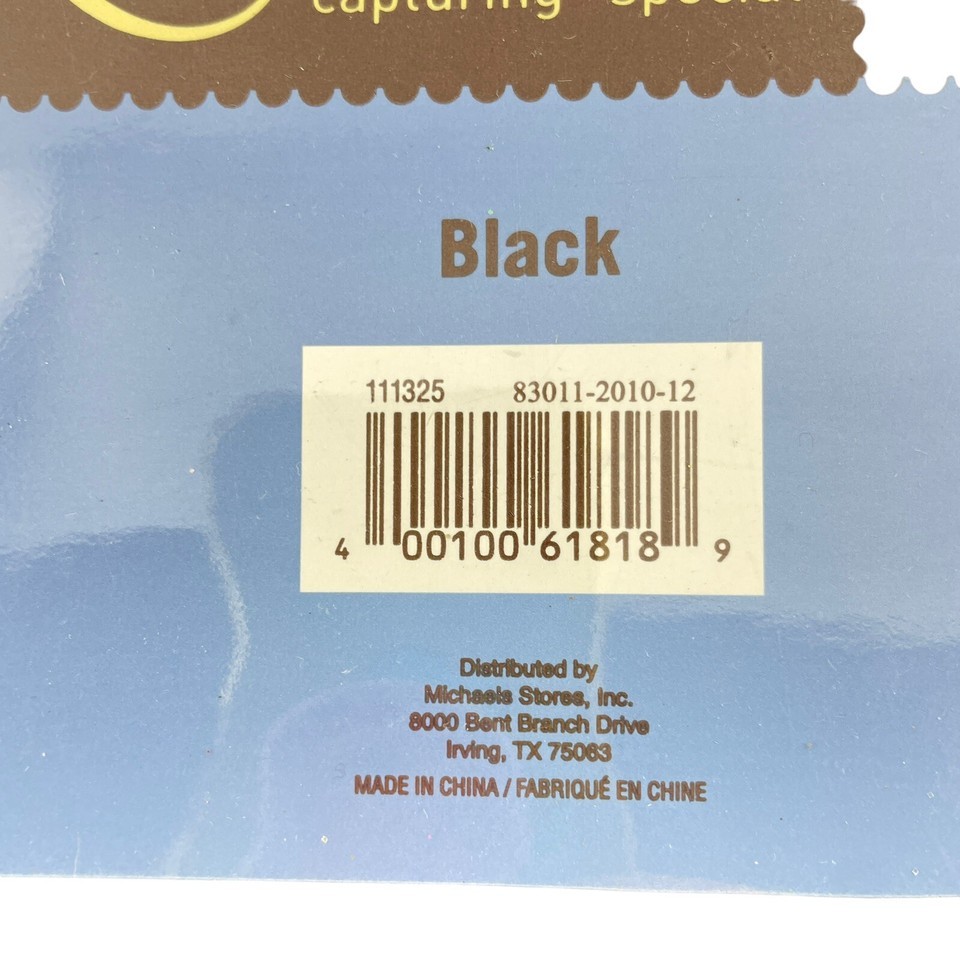 capturing Special
Black
111325 83011-2010-12
4 00100 61818 9
Distributed by
Michaels Stores, Inc.
8000 Bent Branch Drive
Irving, TX 75063
MADE IN CHINA / FABRIQUÉ EN CHINE